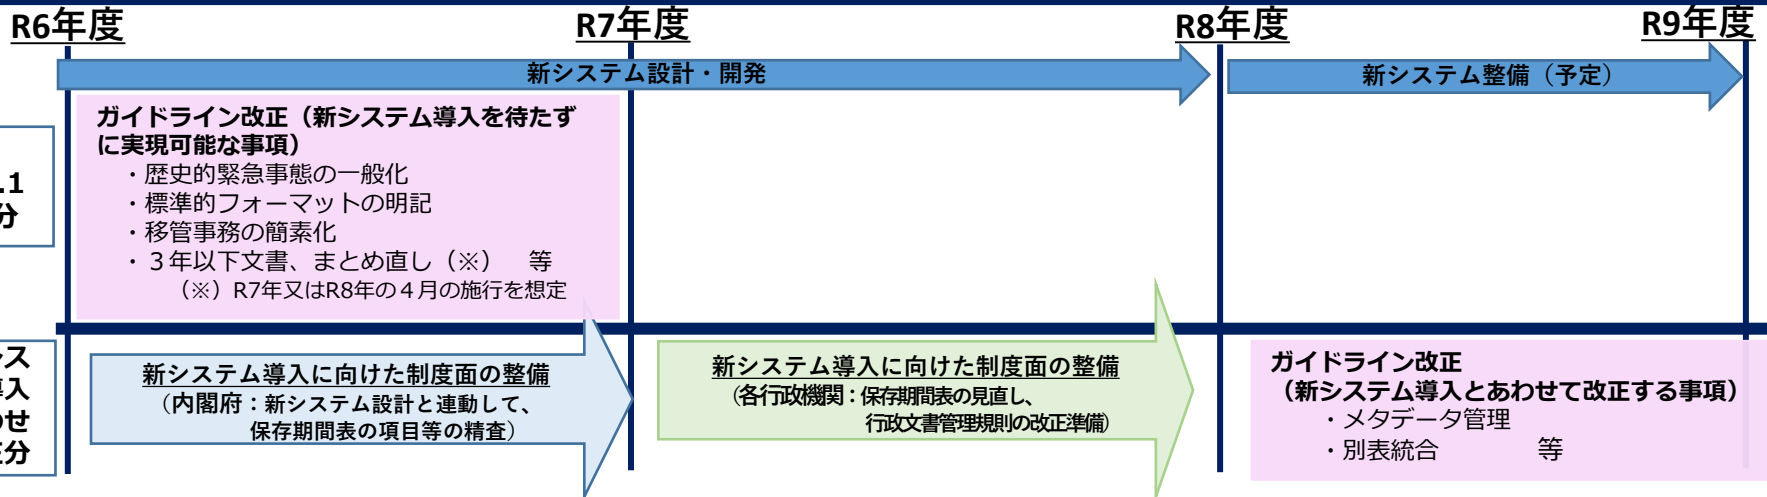 R6年度
R7年度
R8年度
R9年度
新システム設計・開発
新システム整備（予定）
.1
分
ガイドライン改正（新システム導入を待たず
に実現可能な事項）
・歴史的緊急事態の一般化
・標準的フォーマットの明記
・移管事務の簡素化
・３年以下文書、まとめ直し（※）　等
（※）R7年又はR8年の４月の施行を想定
ス
導入
わせ
正分
新システム導入に向けた制度面の整備
（内閣府：新システム設計と連動して、
保存期間表の項目等の精査）
新システム導入に向けた制度面の整備
（各行政機関：保存期間表の見直し、
行政文書管理規則の改正準備）
ガイドライン改正
（新システム導入とあわせて改正する事項）
・メタデータ管理
・別表統合　　　　等